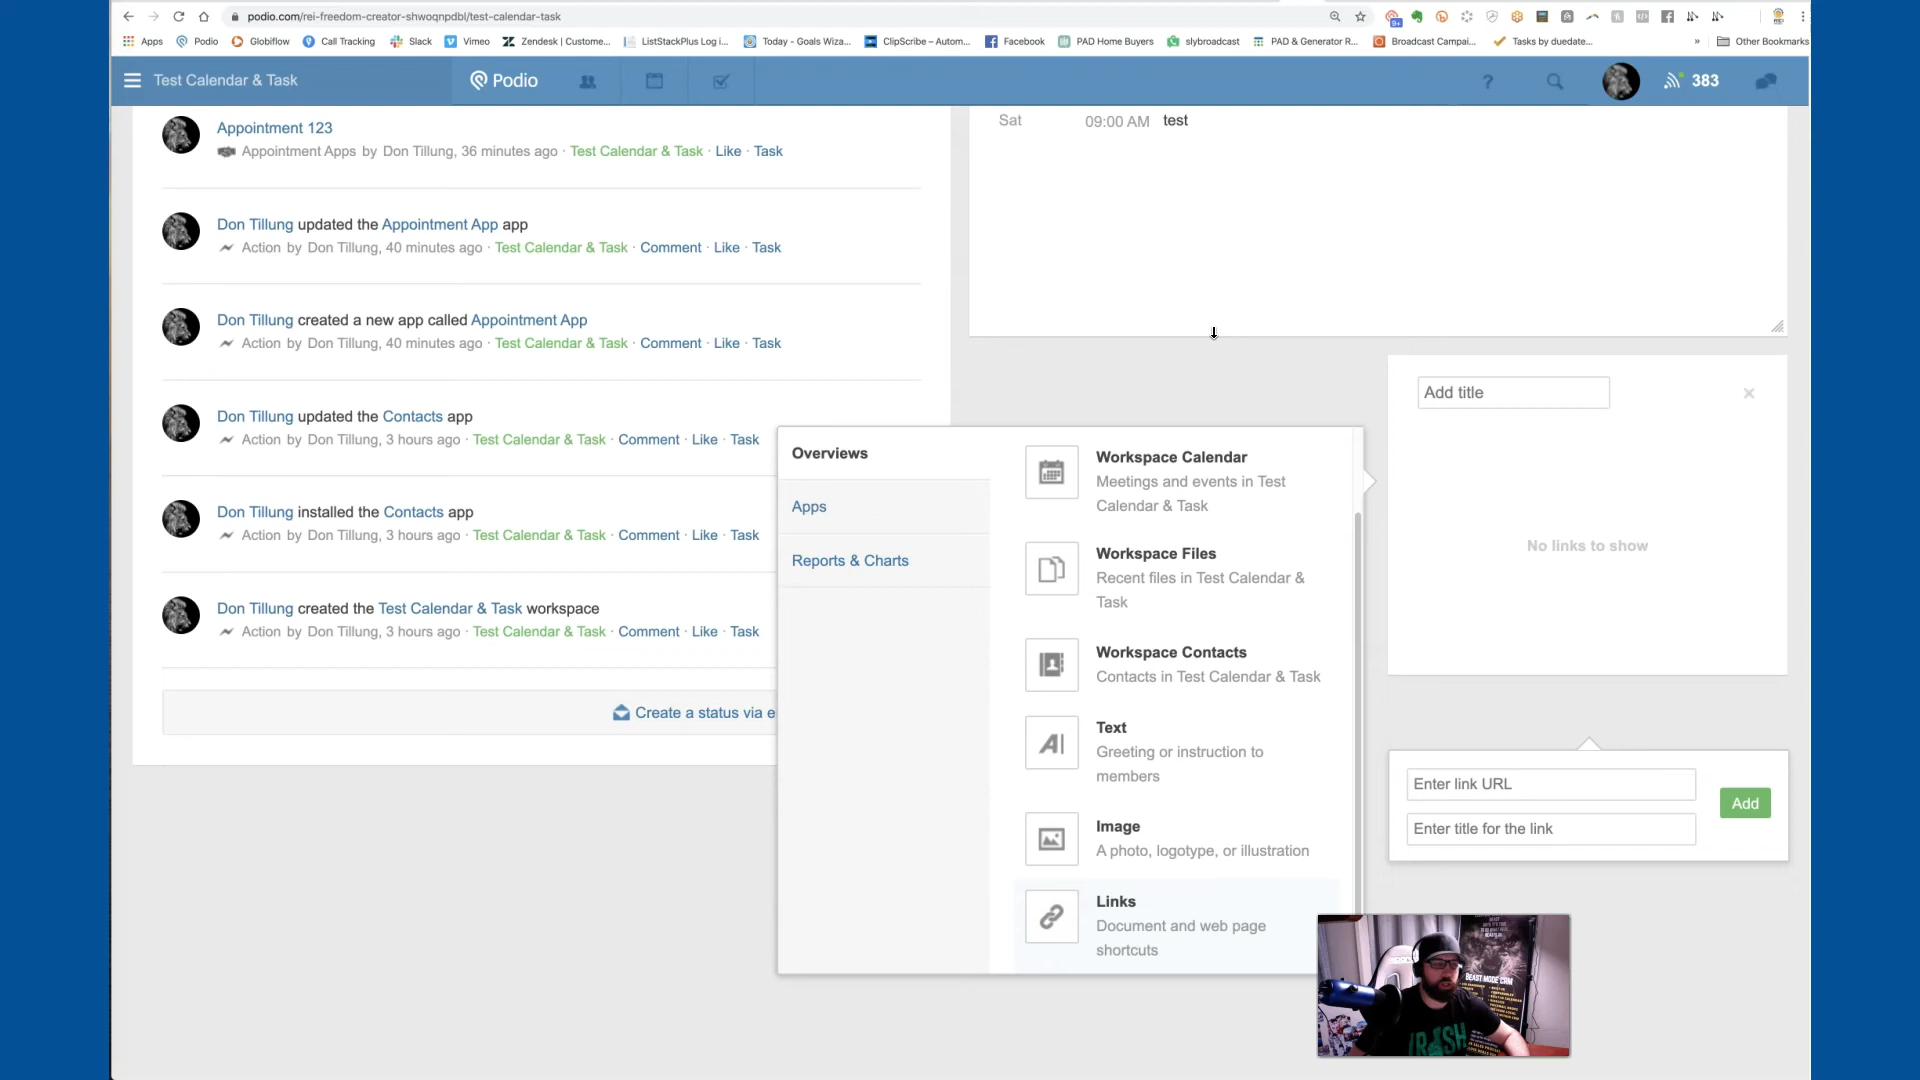 podio.com/rei-freedom-creator-shwoqnpdbl/test-calendar-task
9+
Apps Podio Globiflow Call Tracking Slack Vimeo Zendesk | Custome... ListStackPlus Log i... Today - Goals Wiza... ClipScribe – Autom... Facebook PAD Home Buyers slybroadcast PAD & Generator R... Broadcast Campai... Tasks by duedate... » Other Bookmarks
Test Calendar & Task
Podio
?
383
Appointment 123
Appointment Apps by Don Tillung, 36 minutes ago · Test Calendar & Task · Like · Task
Don Tillung updated the Appointment App app
Action by Don Tillung, 40 minutes ago · Test Calendar & Task · Comment · Like · Task
Don Tillung created a new app called Appointment App
Action by Don Tillung, 40 minutes ago · Test Calendar & Task · Comment · Like · Task
Don Tillung updated the Contacts app
Action by Don Tillung, 3 hours ago · Test Calendar & Task · Comment · Like · Task
Don Tillung installed the Contacts app
Action by Don Tillung, 3 hours ago · Test Calendar & Task · Comment · Like · Task
Don Tillung created the Test Calendar & Task workspace
Action by Don Tillung, 3 hours ago · Test Calendar & Task · Comment · Like · Task
Create a status via e
Sat 09:00 AM test
Overviews
Apps
Reports & Charts
Workspace Calendar
Meetings and events in Test
Calendar & Task
Workspace Files
Recent files in Test Calendar &
Task
Workspace Contacts
Contacts in Test Calendar & Task
Text
Greeting or instruction to
members
Image
A photo, logotype, or illustration
Links
Document and web page
shortcuts
Add title
No links to show
Enter link URL
Add
Enter title for the link
BEAST MODE CRM